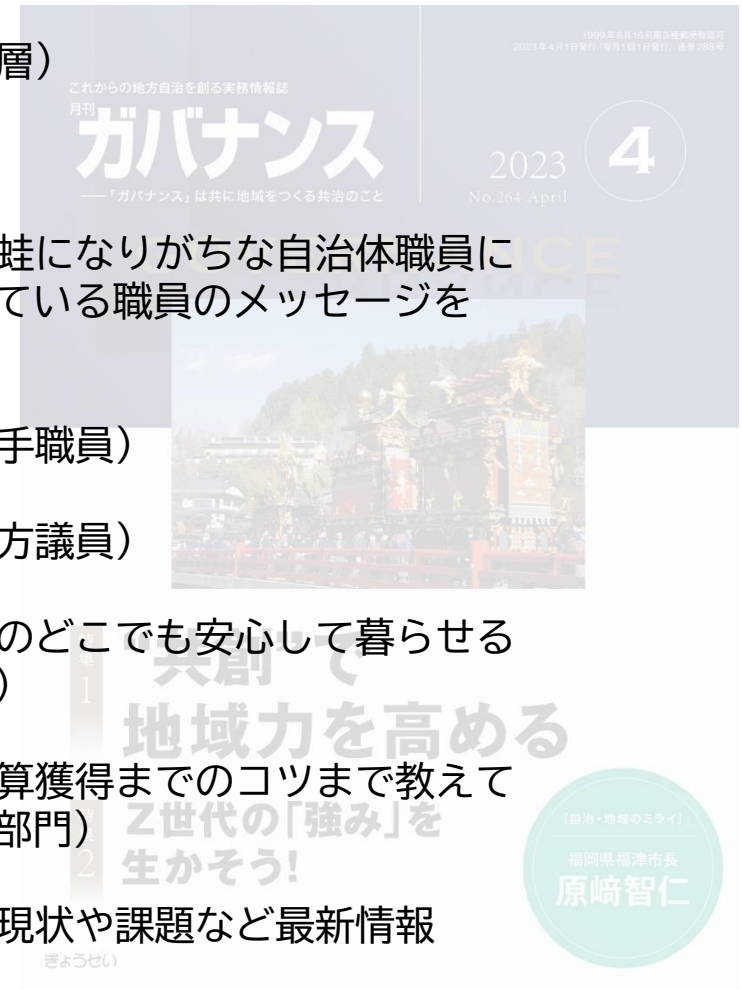 1999年8月16日第3種郵便物認可
2023年4月1日発行(毎月1回1日発行) 通巻288号
層)
これからの地方自治を創る実務情報誌
月刊
ガバナンス
——「ガバナンス」は共に地域をつくる共治のこと
2023
No.264 April
4
蛙になりがちな自治体職員に
ている職員のメッセージを
手職員)
方議員)
のどこでも安心して暮らせる
)
特集
1
“共創”で
地域力を高める
算獲得までのコツまで教えて
部門)
2
Z世代の「強み」を
生かそう!
[自治・地域のミライ]
福岡県福津市長
原﨑智仁
現状や課題など最新情報
ぎょうせい